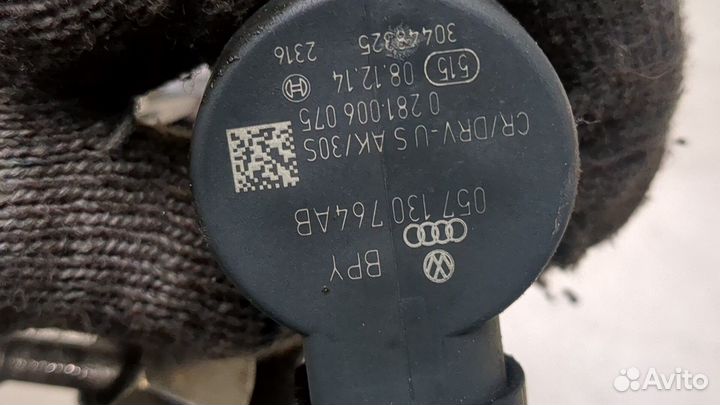 BPY
057 130 764AB
CR/DRV-U S AK/30S
0 281 006 075
515 08.12.14
30448325 2316
Avito